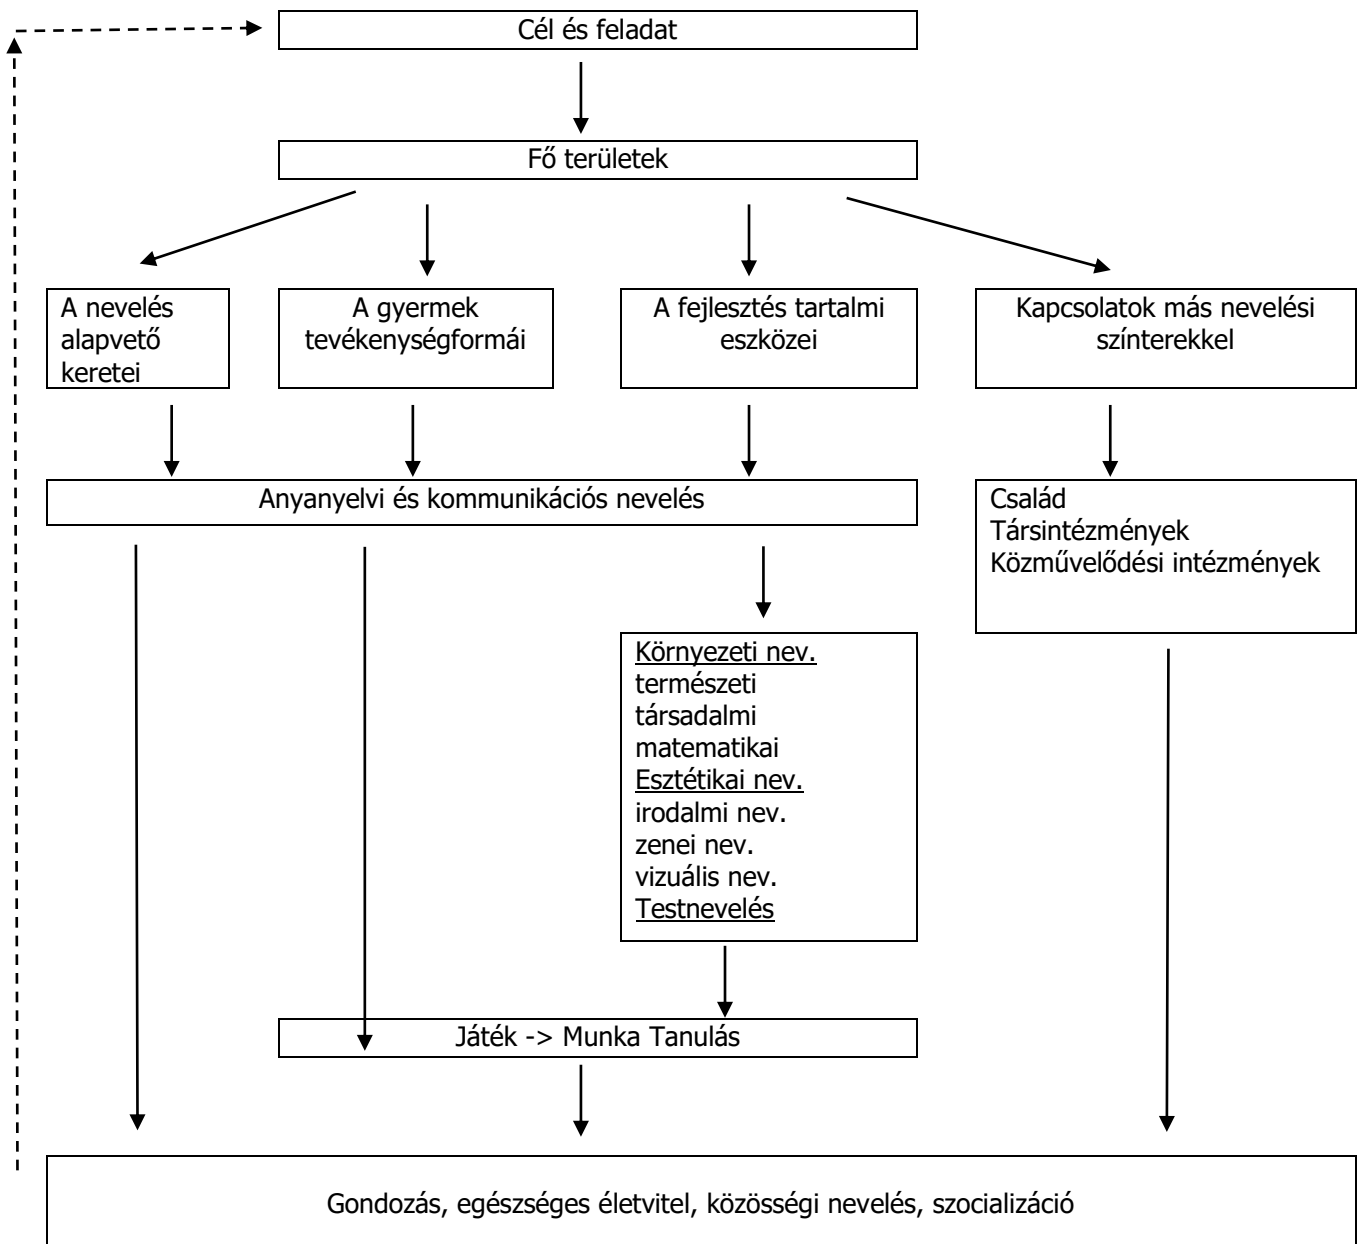 Cél és feladat
Fő területek
A nevelés
alapvető
keretei
A gyermek
tevékenységformái
A fejlesztés tartalmi
eszközei
Kapcsolatok más nevelési
színterekkel
Anyanyelvi és kommunikációs nevelés
Család
Társintézmények
Közművelődési intézmények
Környezeti nev.
természeti
társadalmi
matematikai
Esztétikai nev.
irodalmi nev.
zenei nev.
vizuális nev.
Testnevelés
Játék -> Munka Tanulás
Gondozás, egészséges életvitel, közösségi nevelés, szocializáció